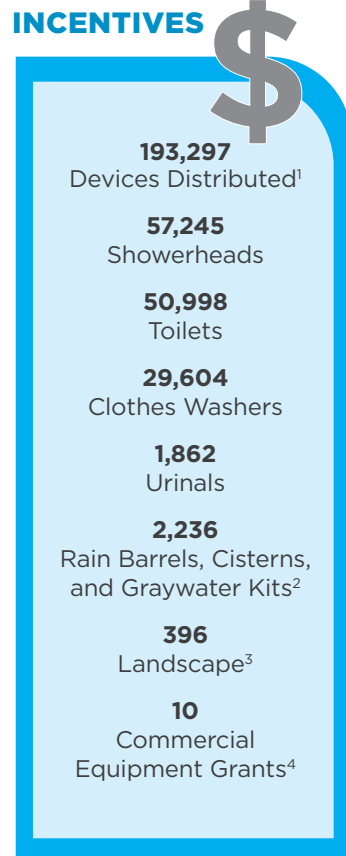 INCENTIVES $
193,297
Devices Distributed¹
57,245
Showerheads
50,998
Toilets
29,604
Clothes Washers
1,862
Urinals
2,236
Rain Barrels, Cisterns,
and Graywater Kits²
396
Landscape³
10
Commercial
Equipment Grants⁴